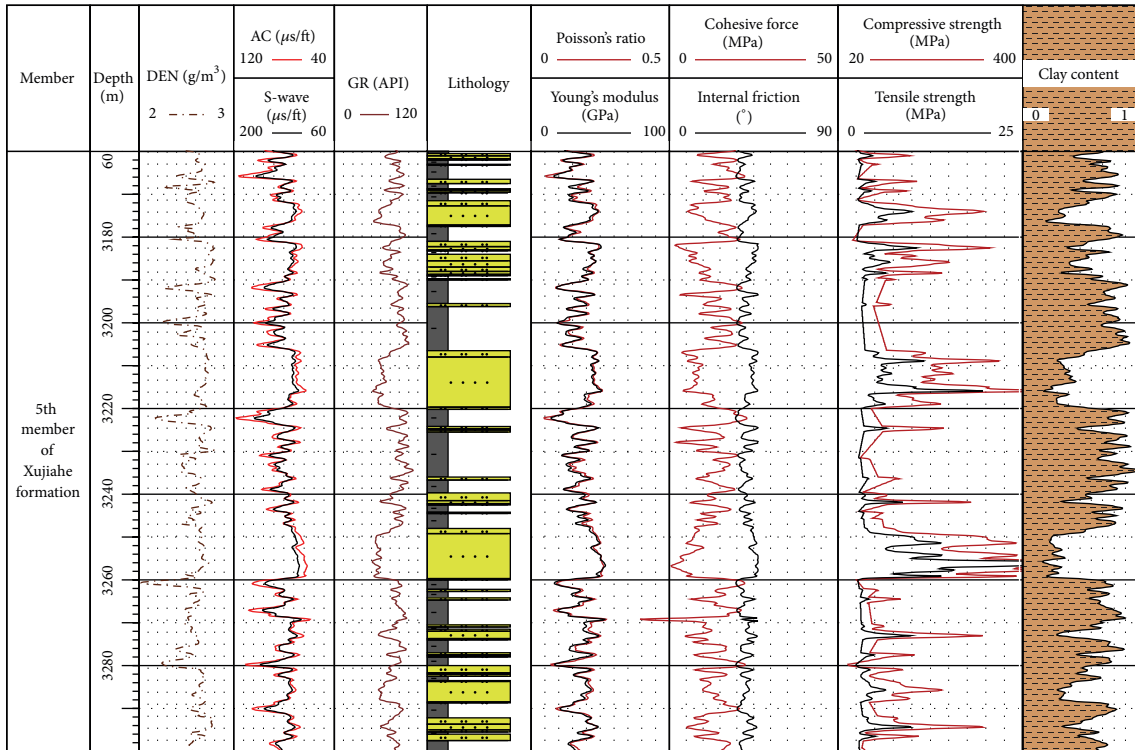 Member
Depth
(m)
DEN (g/m³)
2 3
AC (μs/ft)
120 40
S-wave
(μs/ft)
200 60
GR (API)
0 120
Lithology
Poisson's ratio
0 0.5
Young's modulus
(GPa)
0 100
Cohesive force
(MPa)
0 50
Internal friction
(°)
0 90
Compressive strength
(MPa)
20 400
Tensile strength
(MPa)
0 25
Clay content
0 1
5th
member
of
Xujiahe
formation
60
3180
3200
3220
3240
3260
3280